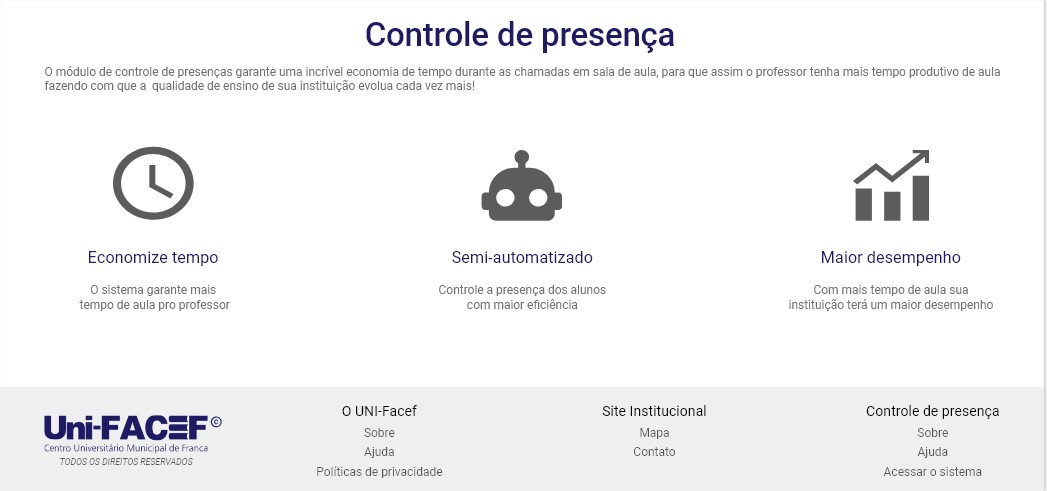 Controle de presença
O módulo de controle de presenças garante uma incrível economia de tempo durante as chamadas em sala de aula, para que assim o professor tenha mais tempo produtivo de aula
fazendo com que a  qualidade de ensino de sua instituição evolua cada vez mais!
Economize tempo
O sistema garante mais
tempo de aula pro professor
Semi-automatizado
Controle a presença dos alunos
com maior eficiência
Maior desempenho
Com mais tempo de aula sua
instituição terá um maior desempenho
Uni-FACEF©
Centro Universitário Municipal de Franca
TODOS OS DIREITOS RESERVADOS
O UNI-Facef
Sobre
Ajuda
Políticas de privacidade
Site Institucional
Mapa
Contato
Controle de presença
Sobre
Ajuda
Acessar o sistema